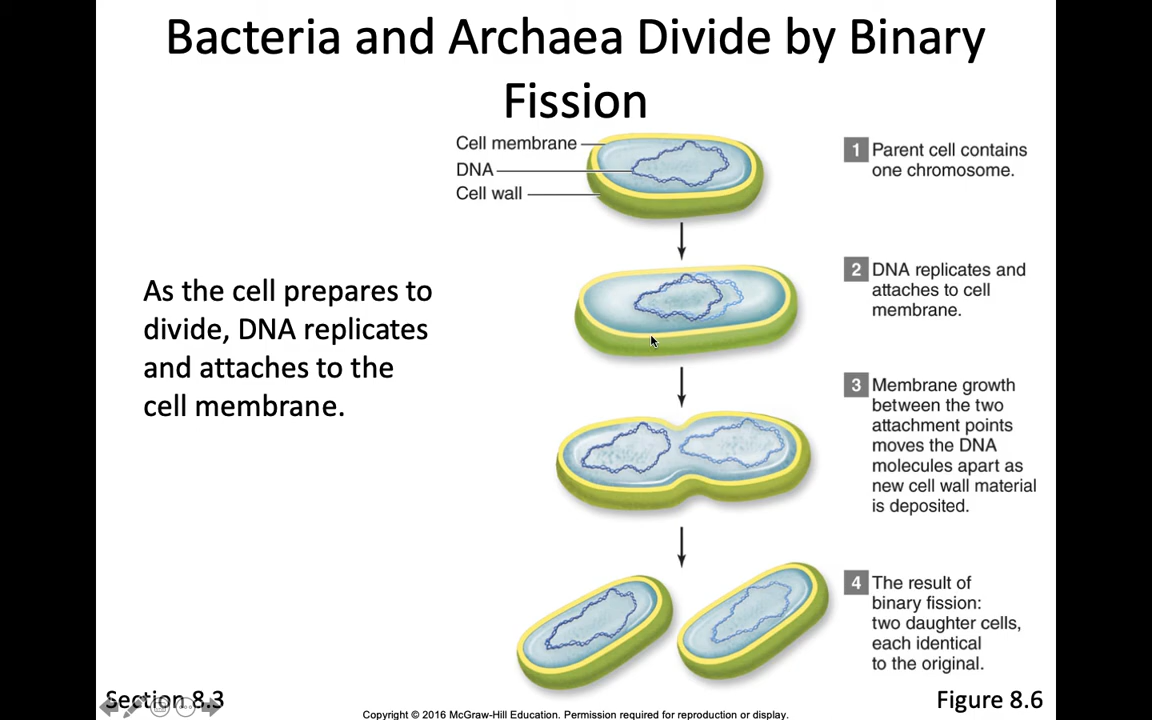 Bacteria and Archaea Divide by Binary
Fission
Cell membrane
DNA
Cell wall
1 Parent cell contains
one chromosome.
As the cell prepares to
divide, DNA replicates
and attaches to the
cell membrane.
2 DNA replicates and
attaches to cell
membrane.
3 Membrane growth
between the two
attachment points
moves the DNA
molecules apart as
new cell wall material
is deposited.
4 The result of
binary fission:
two daughter cells,
each identical
to the original.
Section 8.3
Figure 8.6
Copyright © 2016 McGraw-Hill Education. Permission required for reproduction or display.